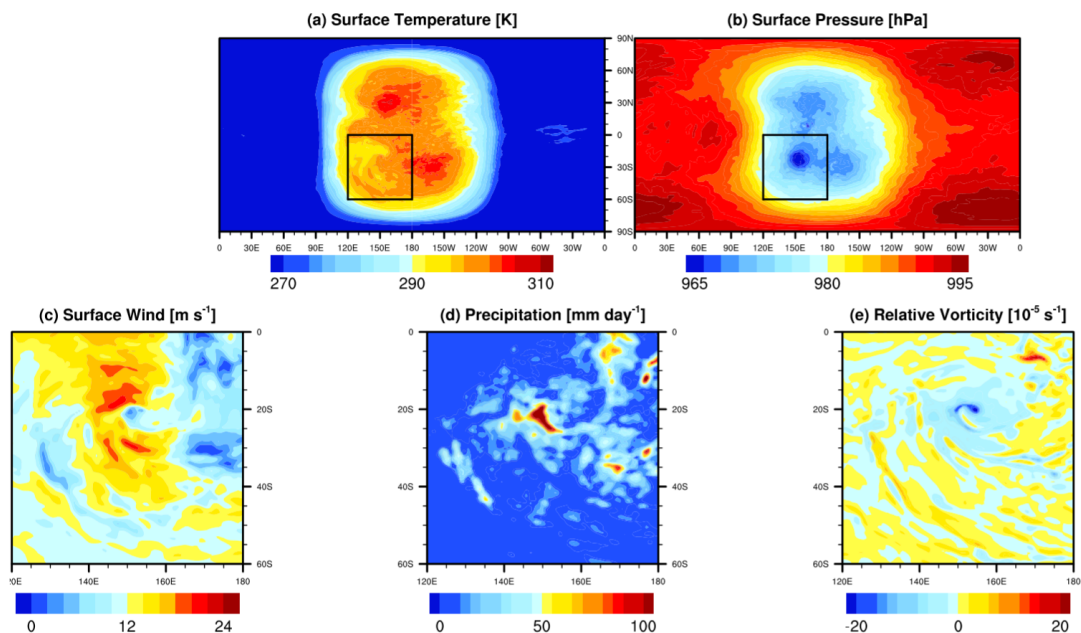 (a) Surface Temperature [K]
(b) Surface Pressure [hPa]
90N
60N
30N
0
30S
60S
90S
0 30E 60E 90E 120E 150E 180 150W 120W 90W 60W 30W 0
0 30E 60E 90E 120E 150E 180 150W 120W 90W 60W 30W 0
270 290 310
965 980 995
(c) Surface Wind [m s⁻¹]
(d) Precipitation [mm day⁻¹]
(e) Relative Vorticity [10⁻⁵ s⁻¹]
0
20S
40S
60S
0
20S
40S
60S
0
20S
40S
60S
20E 140E 160E 180
120E 140E 160E 180
120E 140E 160E 180
0 12 24
0 50 100
-20 0 20